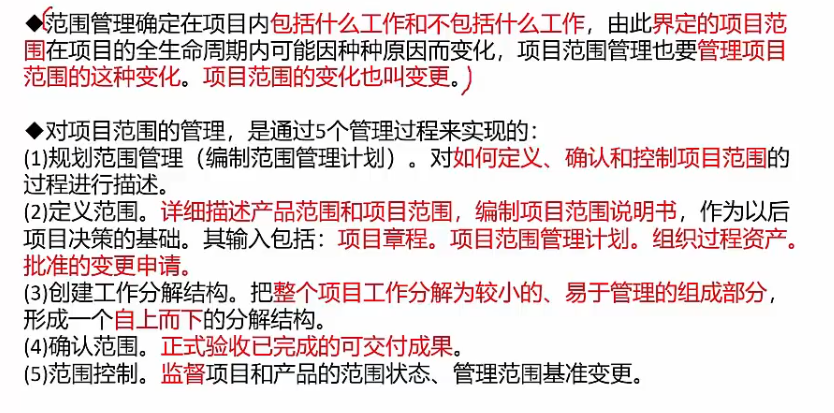 ◆范围管理确定在项目内包括什么工作和不包括什么工作，由此界定的项目范
围在项目的全生命周期内可能因种种原因而变化，项目范围管理也要管理项目
范围的这种变化。项目范围的变化也叫变更。
◆对项目范围的管理，是通过5个管理过程来实现的：
(1)规划范围管理（编制范围管理计划）。对如何定义、确认和控制项目范围的
过程进行描述。
(2)定义范围。详细描述产品范围和项目范围，编制项目范围说明书，作为以后
项目决策的基础。其输入包括：项目章程。项目范围管理计划。组织过程资产。
批准的变更申请。
(3)创建工作分解结构。把整个项目工作分解为较小的、易于管理的组成部分，
形成一个自上而下的分解结构。
(4)确认范围。正式验收已完成的可交付成果。
(5)范围控制。监督项目和产品的范围状态、管理范围基准变更。